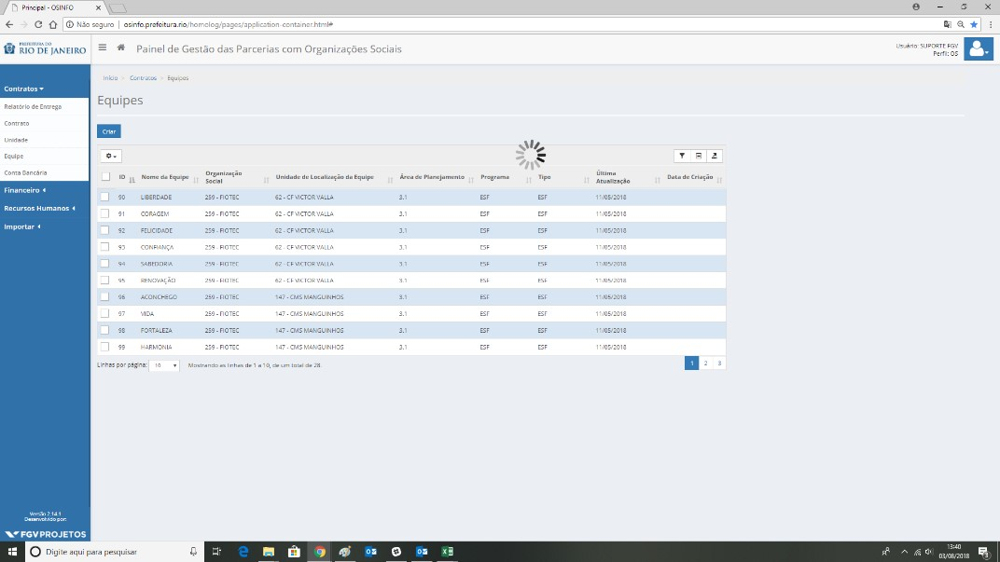 Principal - OSINFO
Não seguro | osinfo.prefeitura.rio/homolog/pages/application-container.html#
PREFEITURA DO
RIO DE JANEIRO
Painel de Gestão das Parcerias com Organizações Sociais
Usuário: SUPORTE FGV
Perfil: OS
Início > Contratos > Equipes
Contratos
Relatório de Entrega
Contrato
Unidade
Equipe
Conta Bancária
Financeiro
Recursos Humanos
Importar
Equipes
Criar
ID Nome da Equipe Organização Social Unidade de Localização da Equipe Área de Planejamento Programa Tipo Última Atualização Data de Criação
90 LIBERDADE 259 - FIOTEC 62 - CF VICTOR VALLA 3.1 ESF ESF 11/05/2018
91 CORAGEM 259 - FIOTEC 62 - CF VICTOR VALLA 3.1 ESF ESF 11/05/2018
92 FELICIDADE 259 - FIOTEC 62 - CF VICTOR VALLA 3.1 ESF ESF 11/05/2018
93 CONFIANÇA 259 - FIOTEC 62 - CF VICTOR VALLA 3.1 ESF ESF 11/05/2018
94 SABEDORIA 259 - FIOTEC 62 - CF VICTOR VALLA 3.1 ESF ESF 11/05/2018
95 RENOVAÇÃO 259 - FIOTEC 62 - CF VICTOR VALLA 3.1 ESF ESF 11/05/2018
96 ACONCHEGO 259 - FIOTEC 147 - CMS MANGUINHOS 3.1 ESF ESF 11/05/2018
97 VIDA 259 - FIOTEC 147 - CMS MANGUINHOS 3.1 ESF ESF 11/05/2018
98 FORTALEZA 259 - FIOTEC 147 - CMS MANGUINHOS 3.1 ESF ESF 11/05/2018
99 HARMONIA 259 - FIOTEC 147 - CMS MANGUINHOS 3.1 ESF ESF 11/05/2018
Linhas por página: 10 Mostrando as linhas de 1 a 10, de um total de 28. 1 2 3
Versão 2.14.1
Desenvolvido por:
FGV PROJETOS
Digite aqui para pesquisar
13:40
03/08/2018